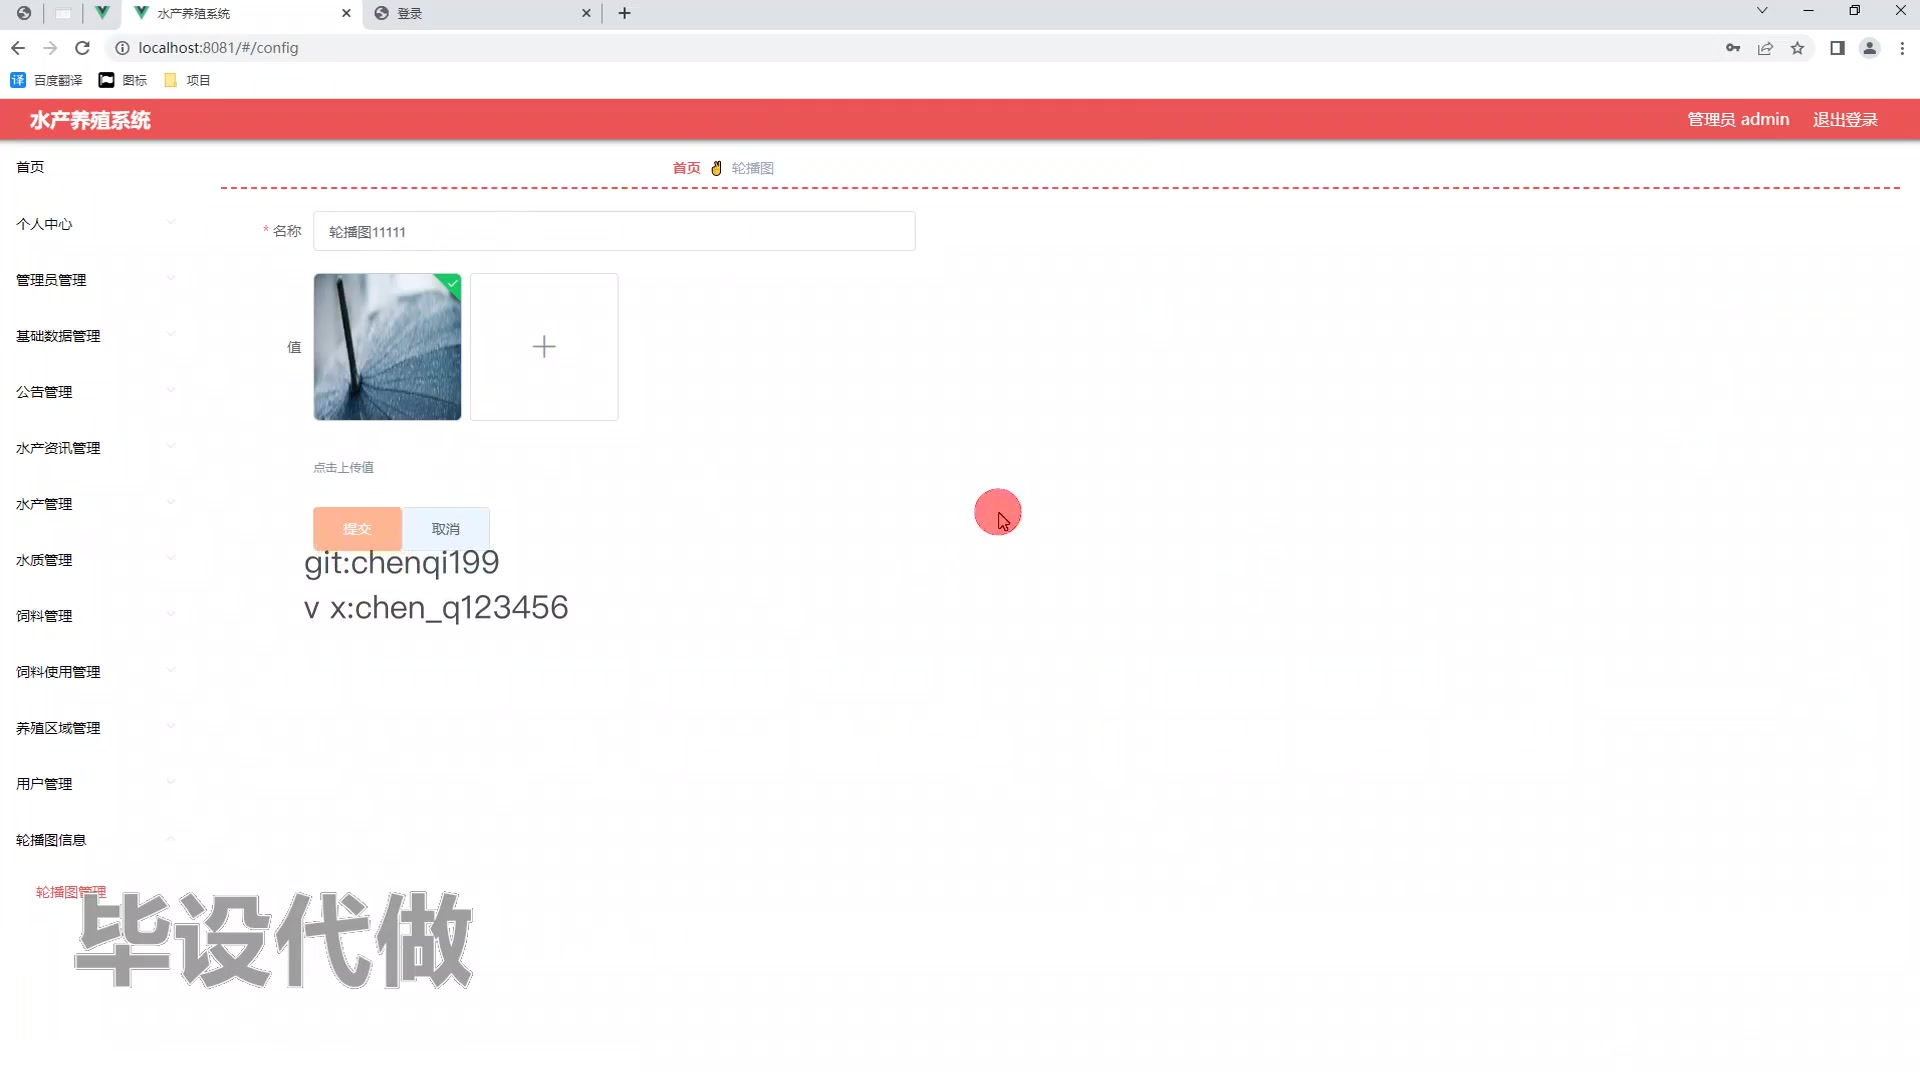 水产养殖系统
登录
localhost:8081/#/config
百度翻译
图标
项目
水产养殖系统
管理员 admin
退出登录
首页
首页
轮播图
个人中心
* 名称
轮播图11111
管理员管理
基础数据管理
值
公告管理
水产资讯管理
点击上传值
水产管理
提交
取消
水质管理
git:chenqi199
v x:chen_q123456
饲料管理
饲料使用管理
养殖区域管理
用户管理
轮播图信息
轮播图管理
毕设代做